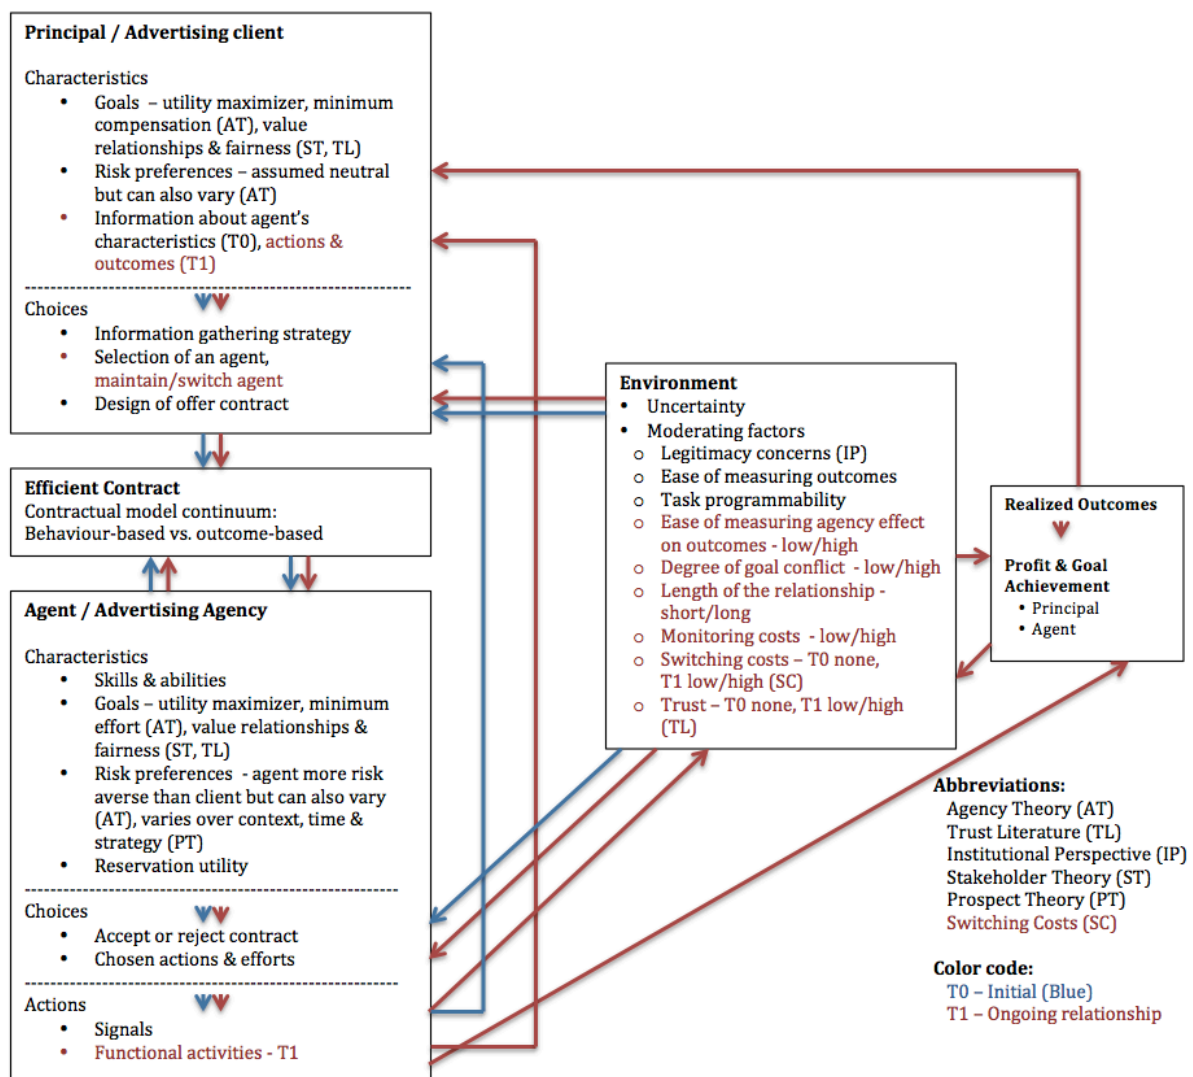 Principal / Advertising client
Characteristics
• Goals – utility maximizer, minimum
compensation (AT), value
relationships & fairness (ST, TL)
• Risk preferences – assumed neutral
but can also vary (AT)
• Information about agent's
characteristics (T0), actions &
outcomes (T1)
Choices
• Information gathering strategy
• Selection of an agent,
maintain/switch agent
• Design of offer contract
Efficient Contract
Contractual model continuum:
Behaviour-based vs. outcome-based
Agent / Advertising Agency
Characteristics
• Skills & abilities
• Goals – utility maximizer, minimum
effort (AT), value relationships &
fairness (ST, TL)
• Risk preferences - agent more risk
averse than client but can also vary
(AT), varies over context, time &
strategy (PT)
• Reservation utility
Choices
• Accept or reject contract
• Chosen actions & efforts
Actions
• Signals
• Functional activities - T1
Environment
• Uncertainty
• Moderating factors
o Legitimacy concerns (IP)
o Ease of measuring outcomes
o Task programmability
o Ease of measuring agency effect
on outcomes - low/high
o Degree of goal conflict - low/high
o Length of the relationship -
short/long
o Monitoring costs - low/high
o Switching costs – T0 none,
T1 low/high (SC)
o Trust – T0 none, T1 low/high
(TL)
Realized Outcomes
Profit & Goal
Achievement
• Principal
• Agent
Abbreviations:
Agency Theory (AT)
Trust Literature (TL)
Institutional Perspective (IP)
Stakeholder Theory (ST)
Prospect Theory (PT)
Switching Costs (SC)
Color code:
T0 – Initial (Blue)
T1 – Ongoing relationship